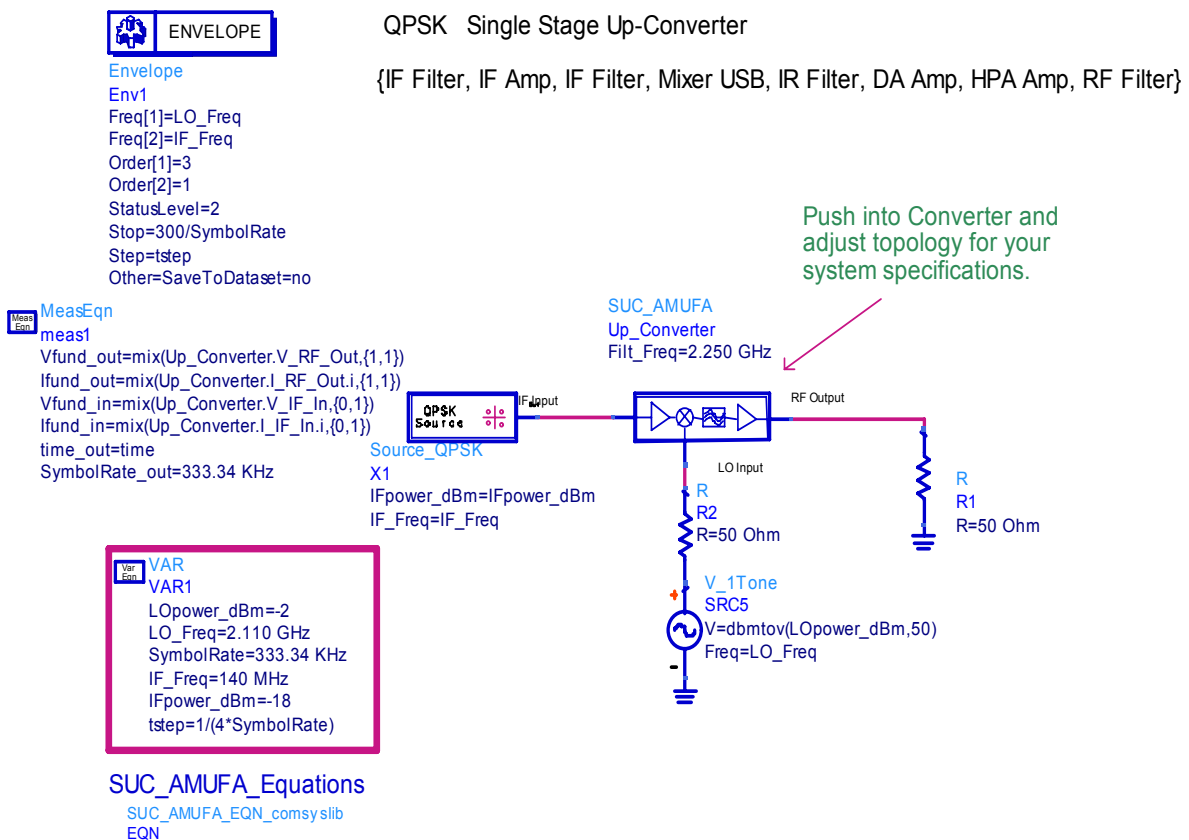 ENVELOPE
QPSK Single Stage Up-Converter
{IF Filter, IF Amp, IF Filter, Mixer USB, IR Filter, DA Amp, HPA Amp, RF Filter}
Envelope
Env1
Freq[1]=LO_Freq
Freq[2]=IF_Freq
Order[1]=3
Order[2]=1
StatusLevel=2
Stop=300/SymbolRate
Step=tstep
Other=SaveToDataset=no
Push into Converter and
adjust topology for your
system specifications.
Meas
Eqn
MeasEqn
meas1
Vfund_out=mix(Up_Converter.V_RF_Out,{1,1})
Ifund_out=mix(Up_Converter.I_RF_Out.i,{1,1})
Vfund_in=mix(Up_Converter.V_IF_In,{0,1})
Ifund_in=mix(Up_Converter.I_IF_In.i,{0,1})
time_out=time
SymbolRate_out=333.34 KHz
SUC_AMUFA
Up_Converter
Filt_Freq=2.250 GHz
QPSK
Source
IF Input
RF Output
LO Input
Source_QPSK
X1
IFpower_dBm=IFpower_dBm
IF_Freq=IF_Freq
R
R2
R=50 Ohm
R
R1
R=50 Ohm
V_1Tone
SRC5
V=dbmtov(LOpower_dBm,50)
Freq=LO_Freq
+
-
Var
Eqn
VAR
VAR1
LOpower_dBm=-2
LO_Freq=2.110 GHz
SymbolRate=333.34 KHz
IF_Freq=140 MHz
IFpower_dBm=-18
tstep=1/(4*SymbolRate)
SUC_AMUFA_Equations
SUC_AMUFA_EQN_comsyslib
EQN